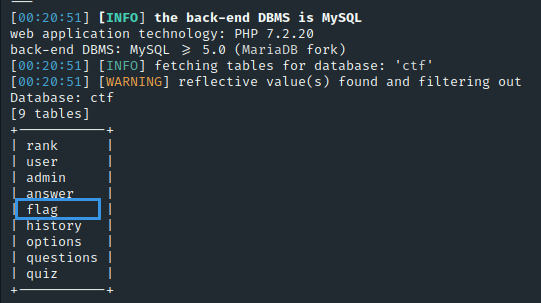 [00:20:51] [INFO] the back-end DBMS is MySQL
web application technology: PHP 7.2.20
back-end DBMS: MySQL ⩾ 5.0 (MariaDB fork)
[00:20:51] [INFO] fetching tables for database: 'ctf'
[00:20:51] [WARNING] reflective value(s) found and filtering out
Database: ctf
[9 tables]
+-----------+
| rank      |
| user      |
| admin     |
| answer    |
| flag      |
| history   |
| options   |
| questions |
| quiz      |
+-----------+